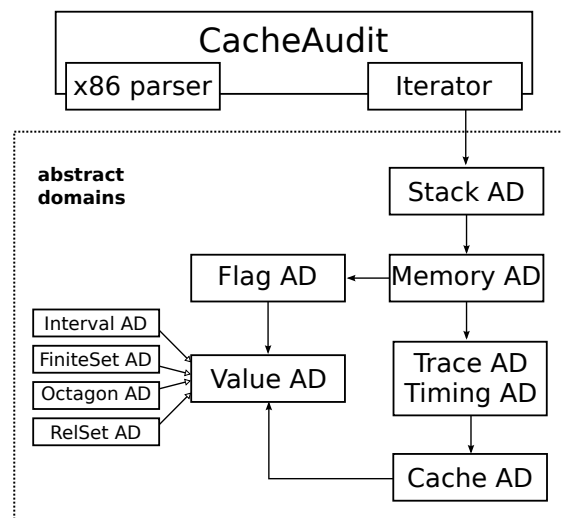 CacheAudit
x86 parser
Iterator
abstract
domains
Stack AD
Flag AD
Memory AD
Interval AD
FiniteSet AD
Octagon AD
RelSet AD
Value AD
Trace AD
Timing AD
Cache AD